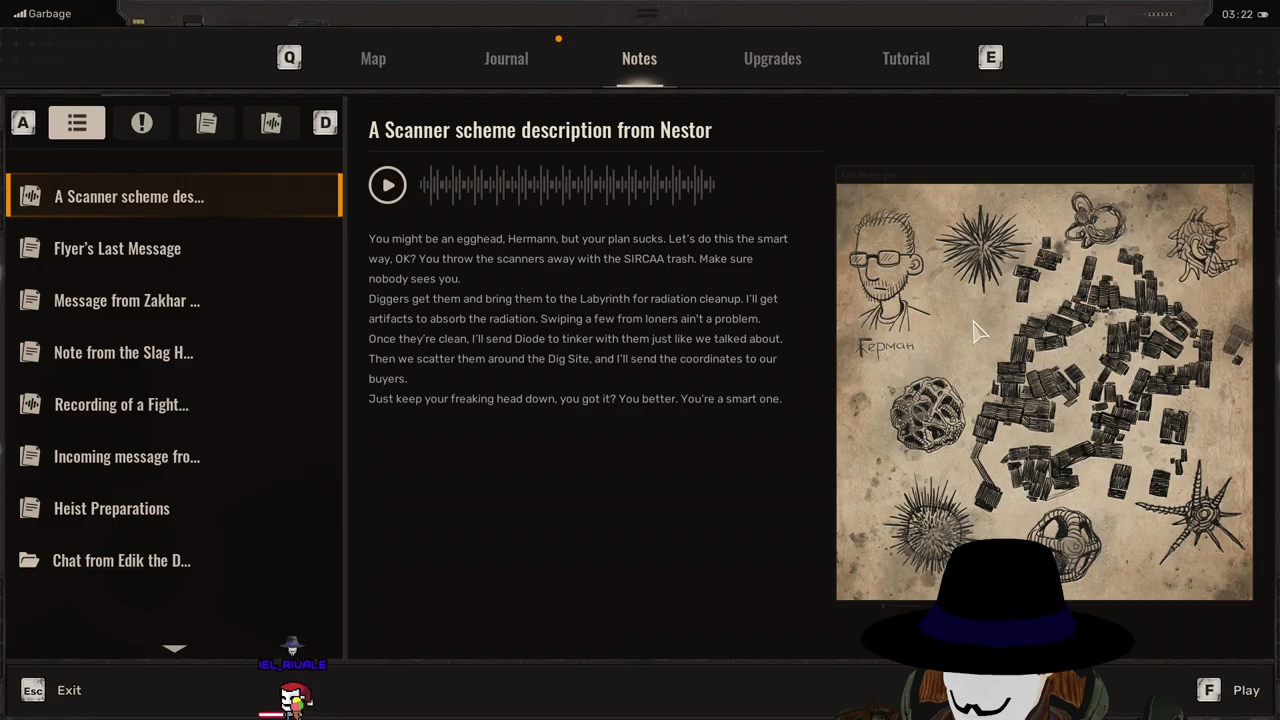 Garbage
03:22
Q
Map
Journal
Notes
Upgrades
Tutorial
E
A
D
A Scanner scheme description from Nestor
A Scanner scheme des...
Flyer's Last Message
Message from Zakhar ...
Note from the Slag H...
Recording of a Fight...
Incoming message fro...
Heist Preparations
Chat from Edik the D...
You might be an egghead, Hermann, but your plan sucks. Let's do this the smart
way, OK? You throw the scanners away with the SIRCAA trash. Make sure
nobody sees you.
Diggers get them and bring them to the Labyrinth for radiation cleanup. I'll get
artifacts to absorb the radiation. Swiping a few from loners ain't a problem.
Once they're clean, I'll send Diode to tinker with them just like we talked about.
Then we scatter them around the Dig Site, and I'll send the coordinates to our
buyers.
Just keep your freaking head down, you got it? You better. You're a smart one.
Герман
IEL_RIVALE
Esc
Exit
F
Play